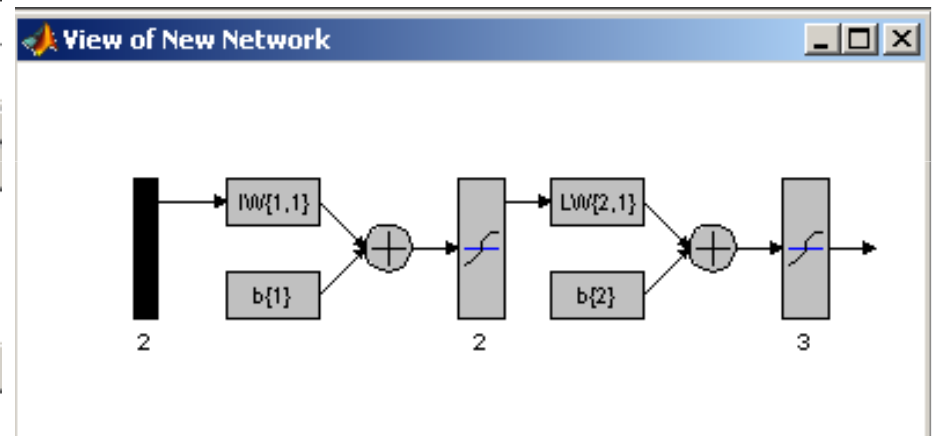 View of New Network
IW{1,1}
LW{2,1}
b{1}
b{2}
2
2
3